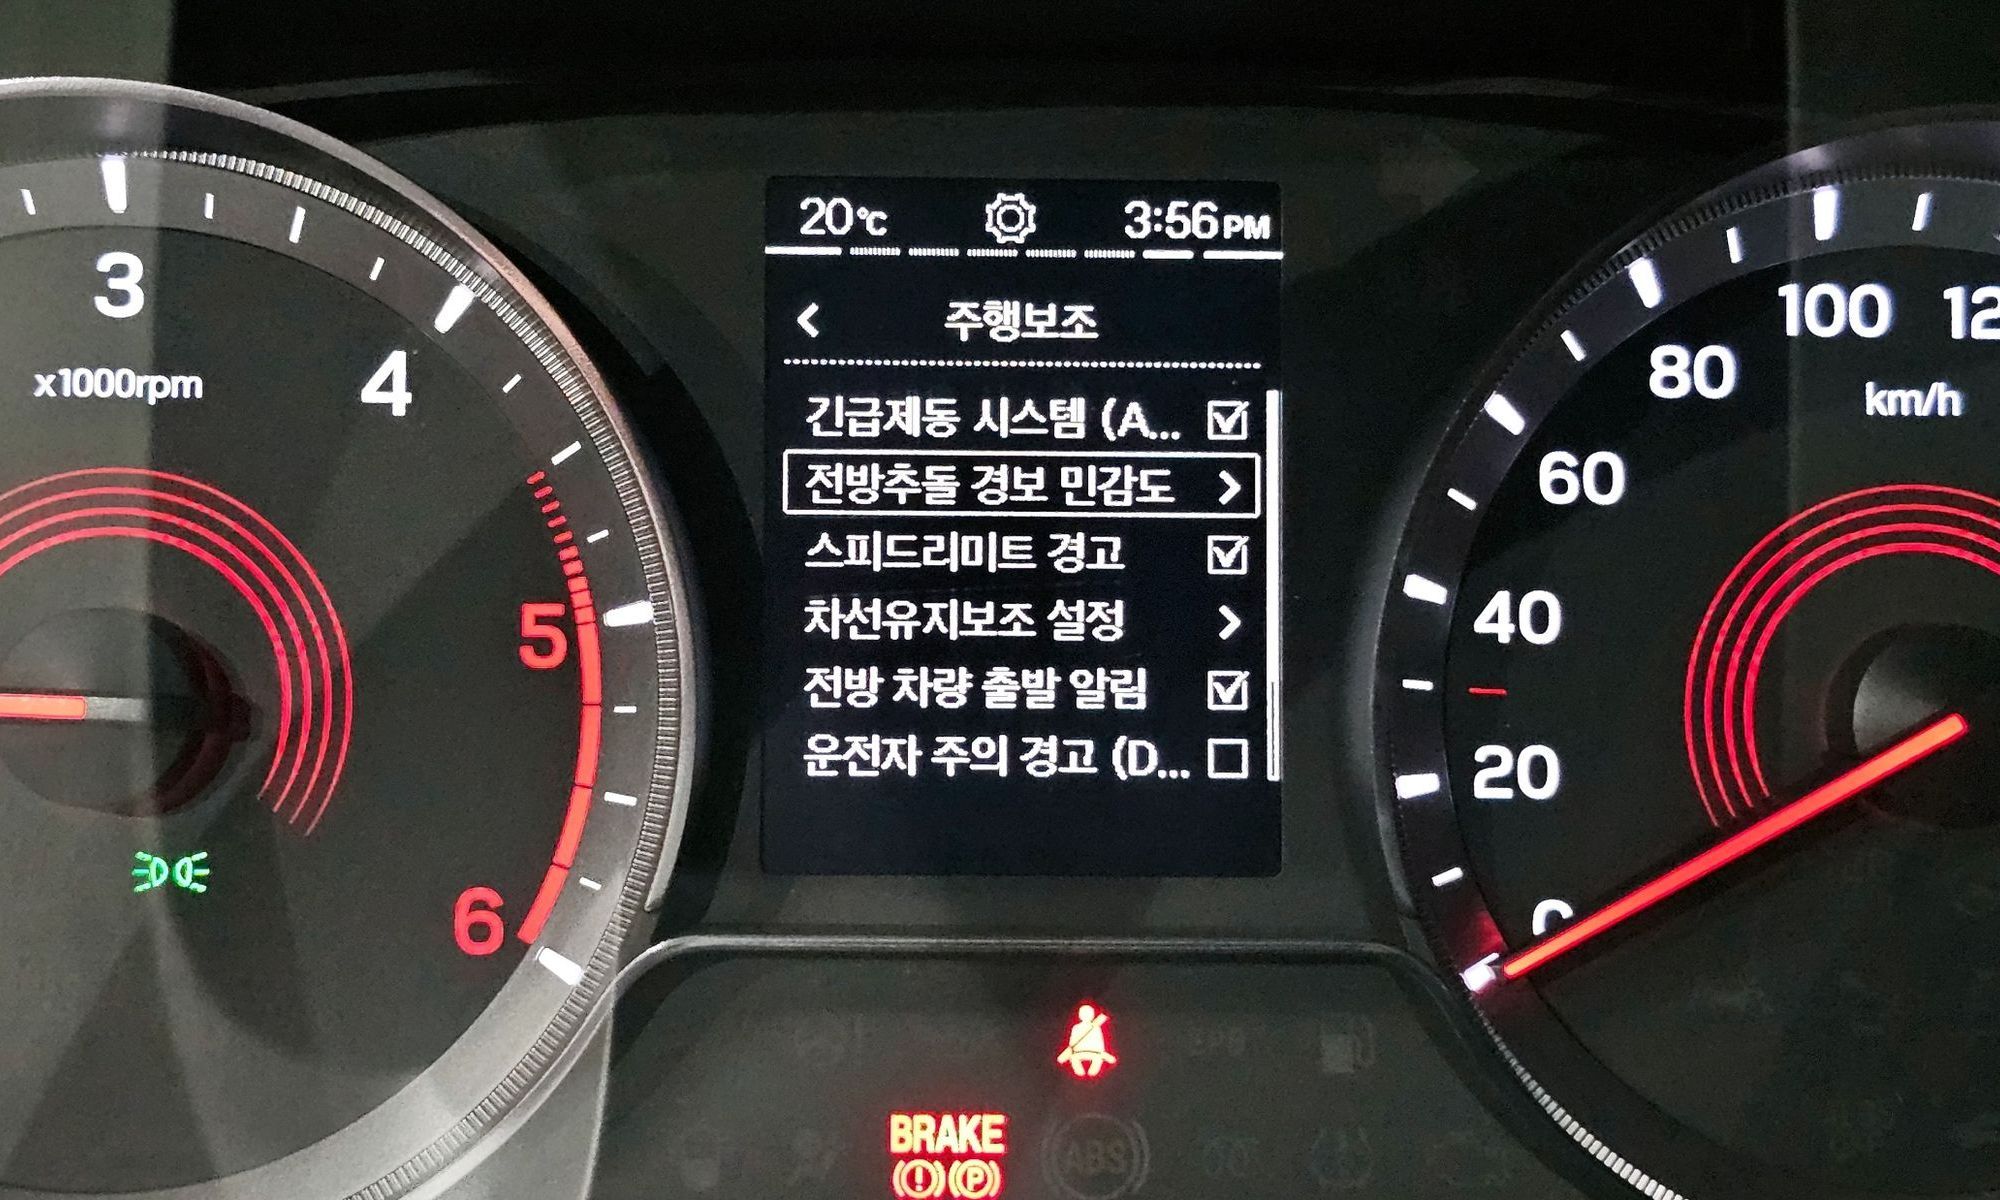 20℃
3:56PM
주행보조
긴급제동 시스템 (A...
전방추돌 경보 민감도
스피드리미트 경고
차선유지보조 설정
전방 차량 출발 알림
운전자 주의 경고 (D...
3
x1000rpm
4
5
6
100
12
80
km/h
60
40
20
0
BRAKE
(!) (P)
ABS